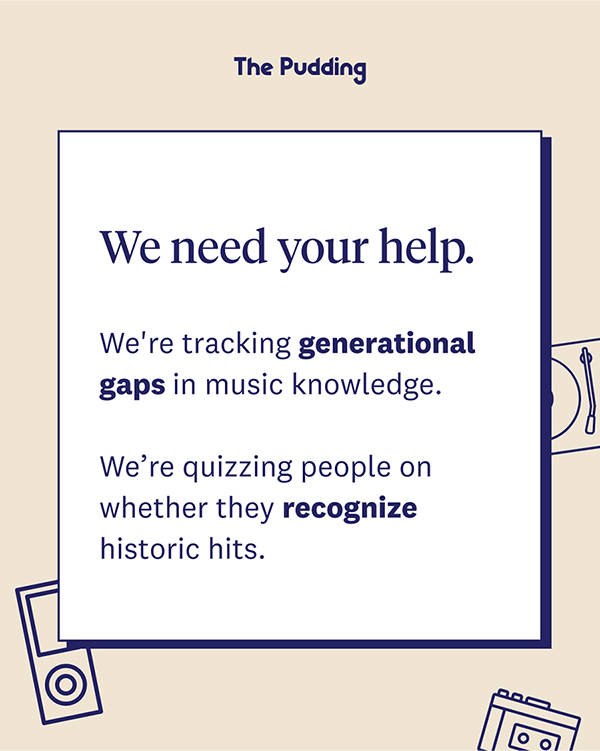 The Pudding
We need your help.
We're tracking generational
gaps in music knowledge.
We’re quizzing people on
whether they recognize
historic hits.